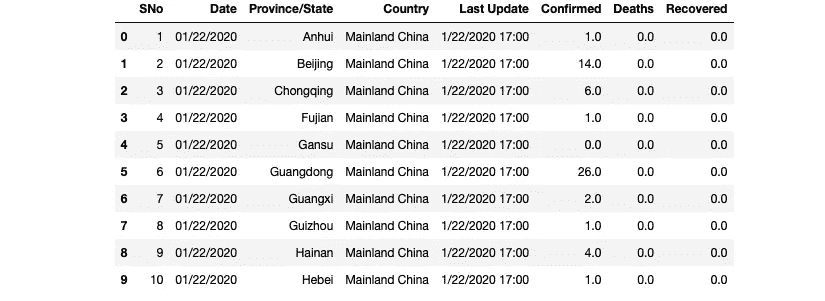 SNo Date Province/State Country Last Update Confirmed Deaths Recovered
0 1 01/22/2020 Anhui Mainland China 1/22/2020 17:00 1.0 0.0 0.0
1 2 01/22/2020 Beijing Mainland China 1/22/2020 17:00 14.0 0.0 0.0
2 3 01/22/2020 Chongqing Mainland China 1/22/2020 17:00 6.0 0.0 0.0
3 4 01/22/2020 Fujian Mainland China 1/22/2020 17:00 1.0 0.0 0.0
4 5 01/22/2020 Gansu Mainland China 1/22/2020 17:00 0.0 0.0 0.0
5 6 01/22/2020 Guangdong Mainland China 1/22/2020 17:00 26.0 0.0 0.0
6 7 01/22/2020 Guangxi Mainland China 1/22/2020 17:00 2.0 0.0 0.0
7 8 01/22/2020 Guizhou Mainland China 1/22/2020 17:00 1.0 0.0 0.0
8 9 01/22/2020 Hainan Mainland China 1/22/2020 17:00 4.0 0.0 0.0
9 10 01/22/2020 Hebei Mainland China 1/22/2020 17:00 1.0 0.0 0.0